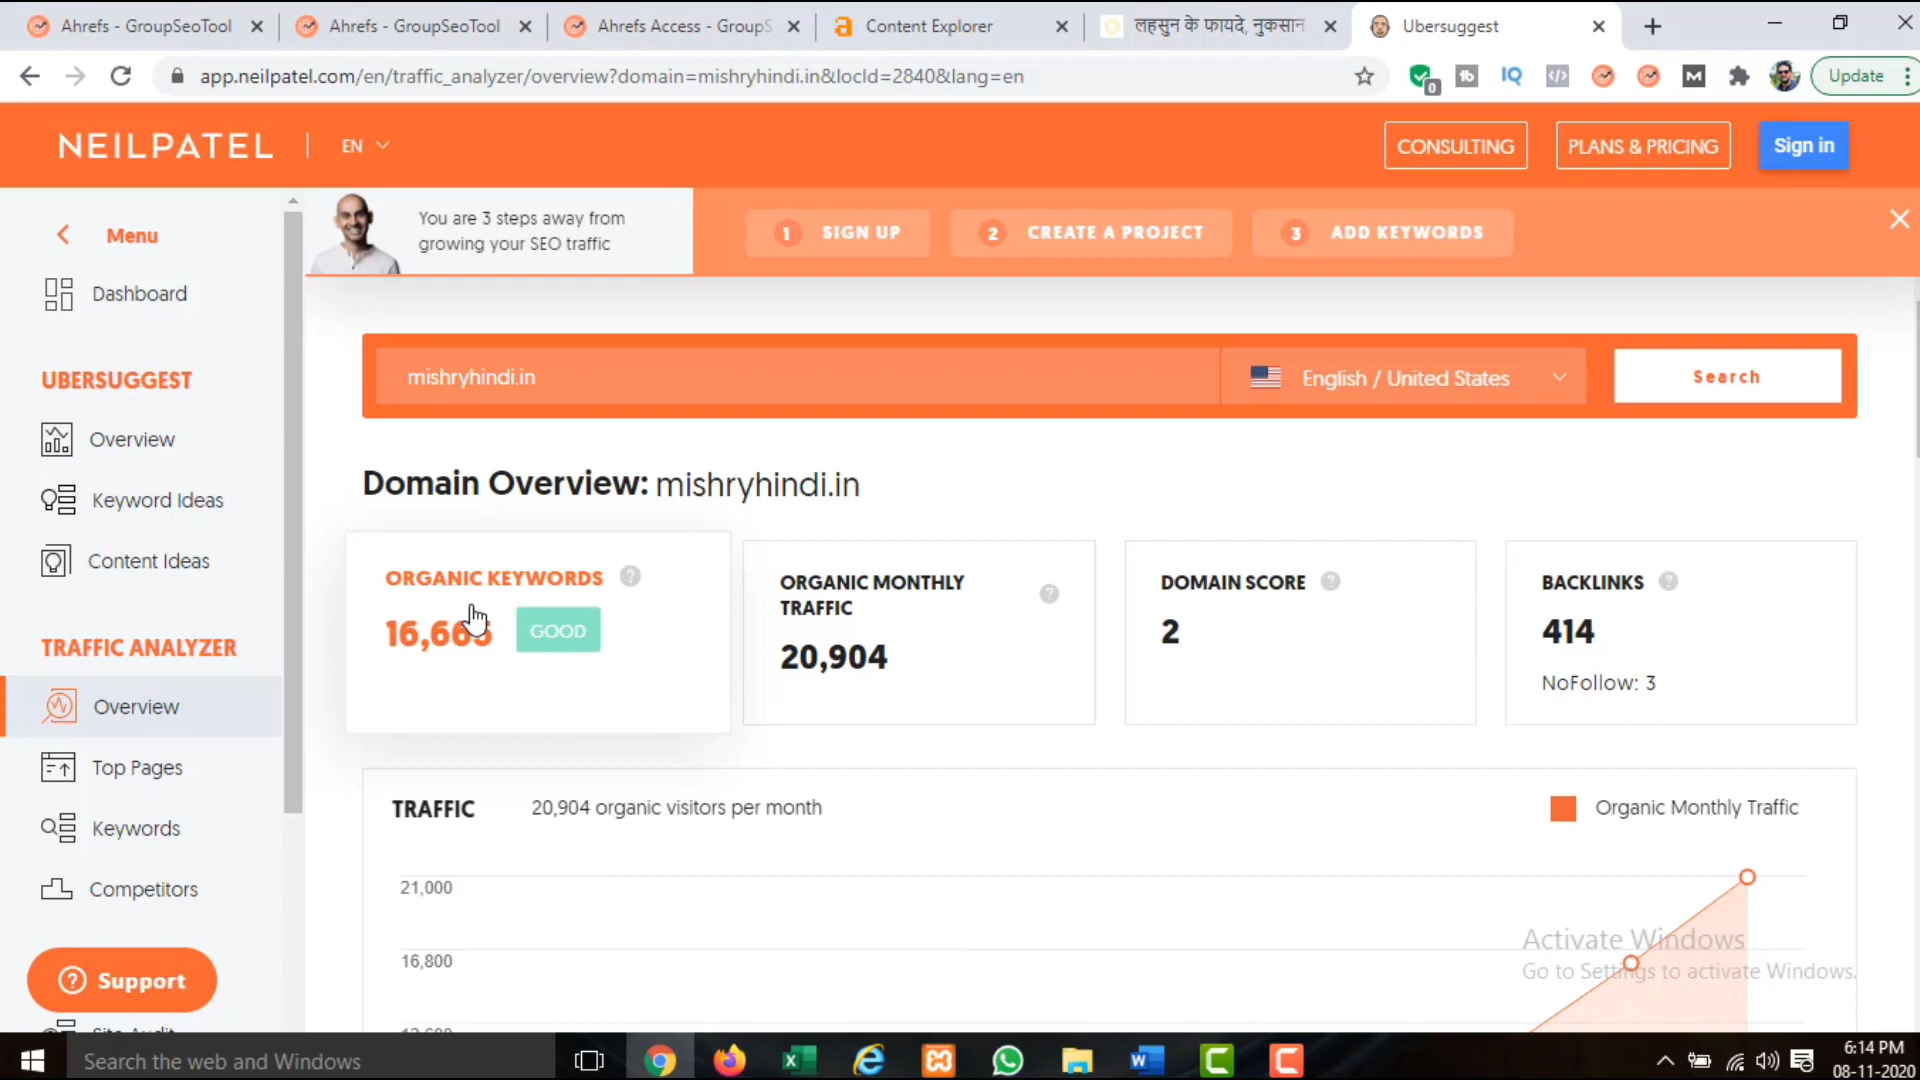 Ahrefs - GroupSeoTool
Ahrefs - GroupSeoTool
Ahrefs Access - GroupS
Content Explorer
लहसुन के फायदे, नुकसान
Ubersuggest
app.neilpatel.com/en/traffic_analyzer/overview?domain=mishryhindi.in&locId=2840&lang=en
0
Update
NEILPATEL
EN
CONSULTING
PLANS & PRICING
Sign in
Menu
You are 3 steps away from
growing your SEO traffic
1 SIGN UP
2 CREATE A PROJECT
3 ADD KEYWORDS
Dashboard
mishryhindi.in
English / United States
Search
UBERSUGGEST
Overview
Keyword Ideas
Content Ideas
Domain Overview: mishryhindi.in
ORGANIC KEYWORDS ?
GOOD
ORGANIC MONTHLY
TRAFFIC ?
20,904
DOMAIN SCORE ?
2
BACKLINKS ?
414
NoFollow: 3
TRAFFIC ANALYZER
Overview
Top Pages
Keywords
Competitors
Support
TRAFFIC
20,904 organic visitors per month
Organic Monthly Traffic
21,000
16,800
Activate Windows
Go to Settings to activate Windows.
Search the web and Windows
6:14 PM
08-11-2020